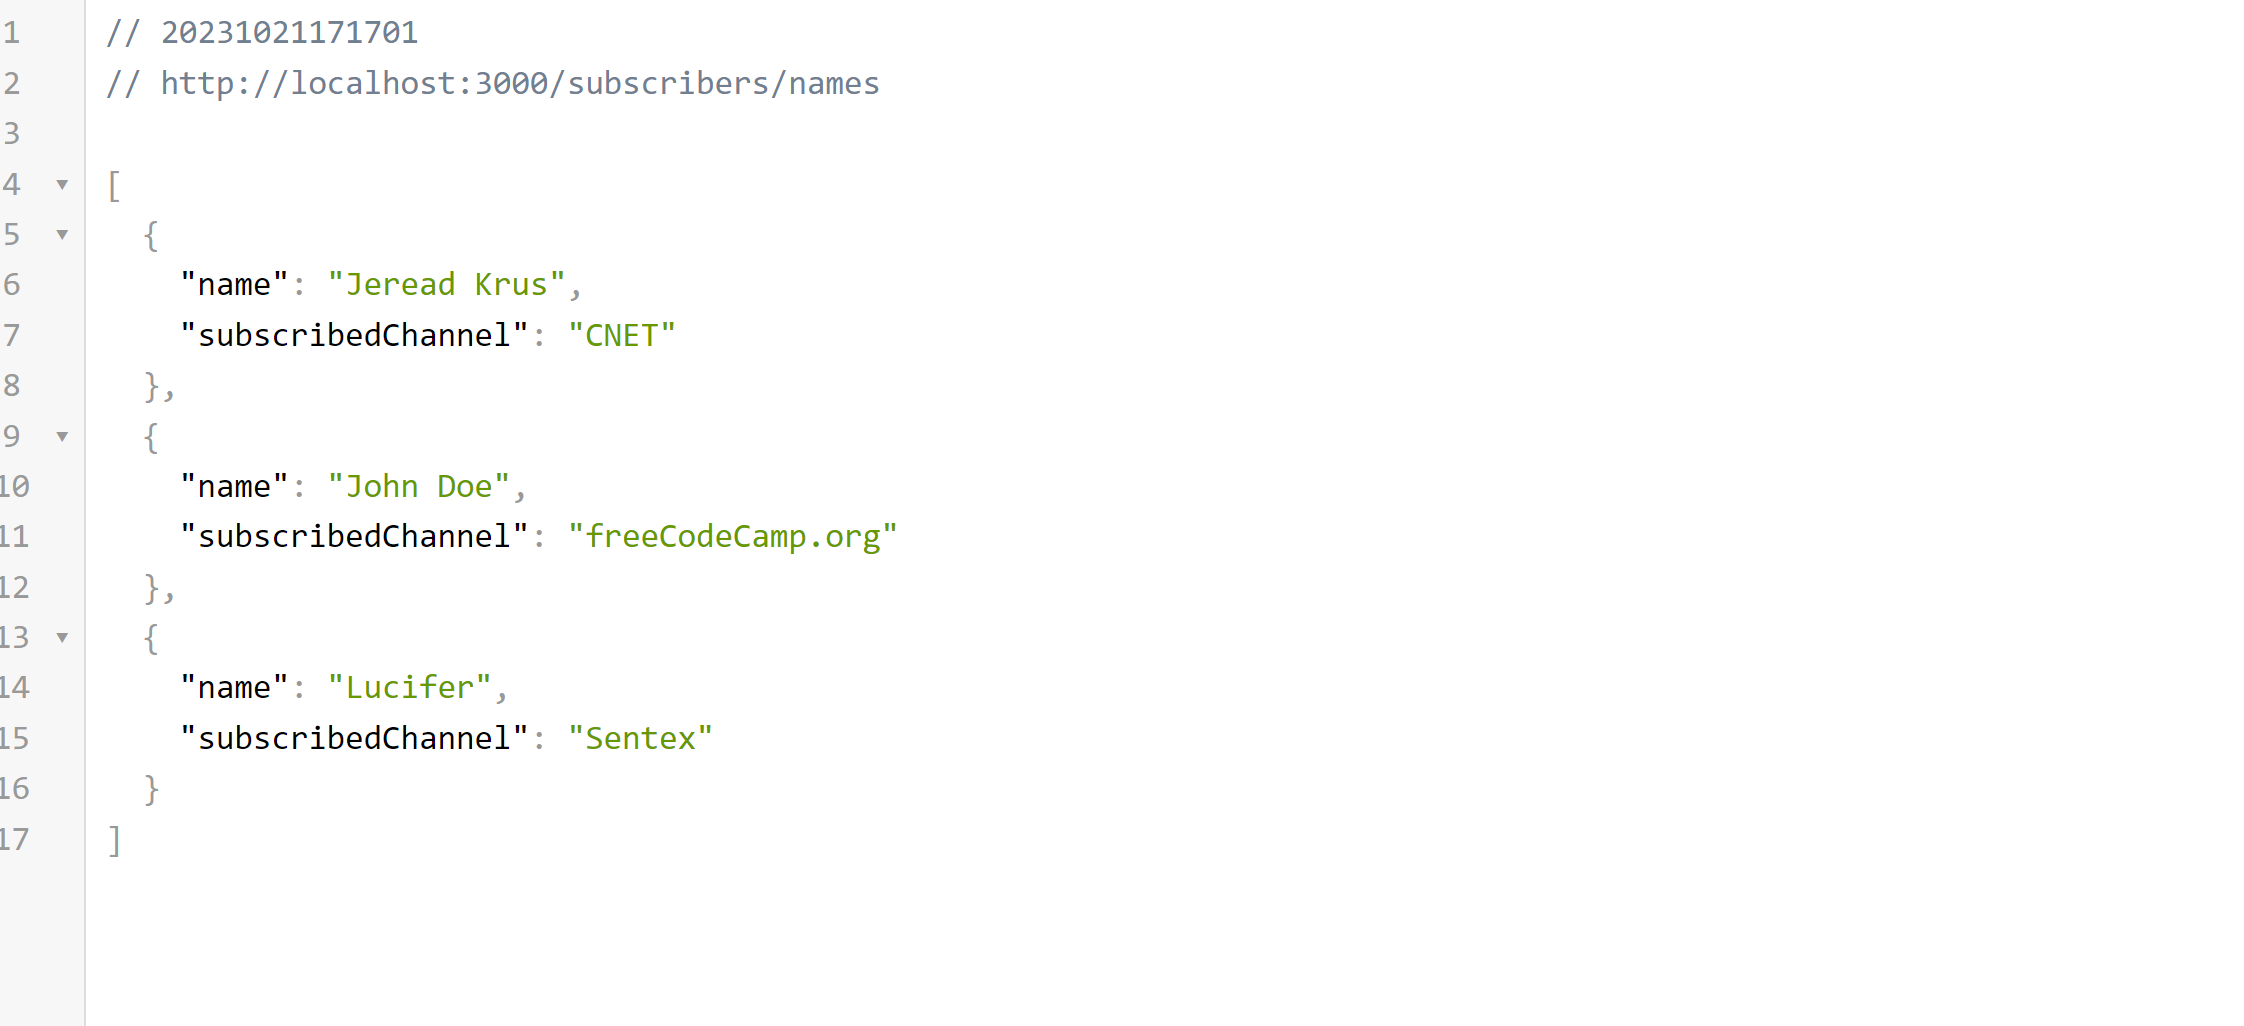 1 // 20231021171701
2 // http://localhost:3000/subscribers/names
3
4 ▼ [
5 ▼   {
6     "name": "Jeread Krus",
7     "subscribedChannel": "CNET"
8   },
9 ▼   {
10     "name": "John Doe",
11     "subscribedChannel": "freeCodeCamp.org"
12   },
13 ▼   {
14     "name": "Lucifer",
15     "subscribedChannel": "Sentex"
16   }
17 ]